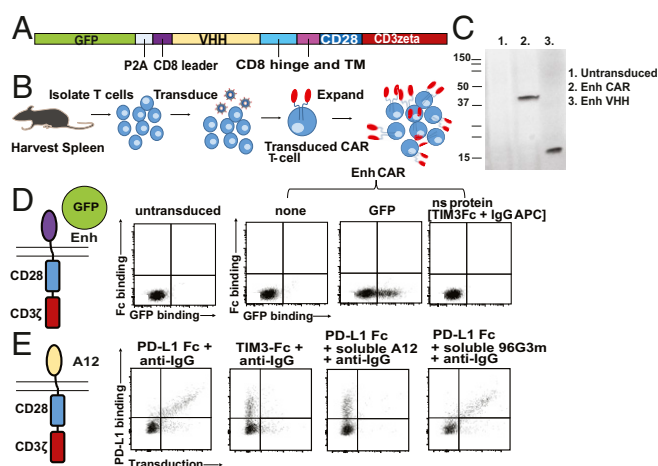 A
GFP
VHH
CD28
CD3zeta
P2A
CD8 leader
CD8 hinge and TM
B
Isolate T cells
Transduce
Expand
Harvest Spleen
Transduced CAR
T-cell
C
1. 2. 3.
150
50
37
15
1. Untransduced
2. Enh CAR
3. Enh VHH
Enh CAR
D
GFP
Enh
CD28
CD3ζ
untransduced
none
GFP
ns protein
[TIM3Fc + IgG APC]
Fc binding
GFP binding
Fc binding
GFP binding
E
A12
CD28
CD3ζ
PD-L1 Fc +
anti-IgG
TIM3-Fc +
anti-IgG
PD-L1 Fc
+ soluble A12
+ anti-IgG
PD-L1 Fc
+ soluble 96G3m
+ anti-IgG
PD-L1 binding
Transduction